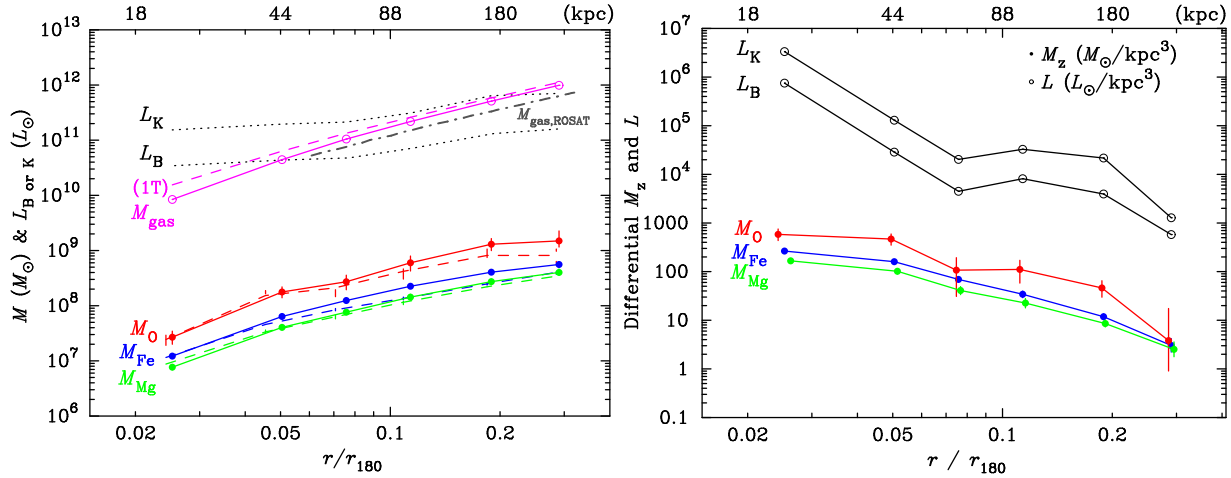 18 44 88 180 (kpc)
10^13
10^12
10^11
10^10
10^9
10^8
10^7
10^6
M (M_⊙) & L_B or K (L_⊙)
L_K
L_B
M_gas,ROSAT
(1T)
M_gas
M_O
M_Fe
M_Mg
0.02 0.05 0.1 0.2
r/r_180
18 44 88 180 (kpc)
10^7
10^6
10^5
10^4
1000
100
10
1
0.1
Differential M_z and L
L_K
L_B
M_z (M_⊙/kpc^3)
L (L_⊙/kpc^3)
M_O
M_Fe
M_Mg
0.02 0.05 0.1 0.2
r / r_180